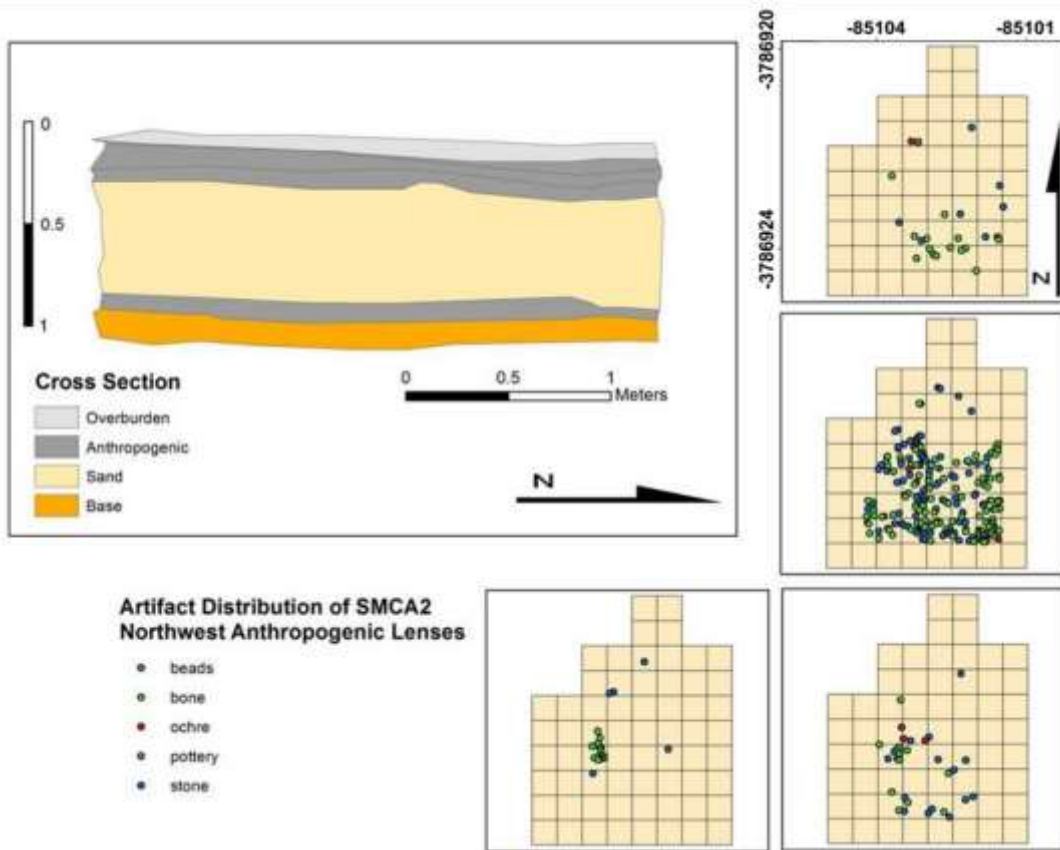 -85104
-85101
-3786920
-3786924
N
0
0.5
1
Cross Section
Overburden
Anthropogenic
Sand
Base
0
0.5
1
Meters
N
Artifact Distribution of SMCA2
Northwest Anthropogenic Lenses
beads
bone
ochre
pottery
stone